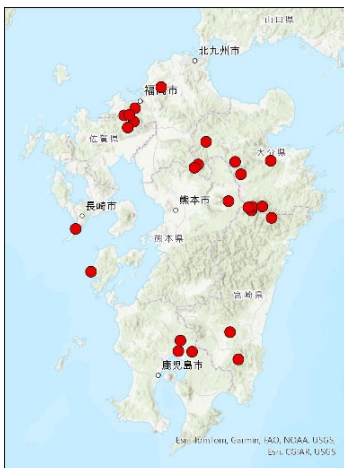 山口県
北九州市
福岡市
佐賀県
大分県
長崎市
熊本市
熊本県
宮崎県
鹿児島市
Esri, TomTom, Garmin, FAO, NOAA, USGS,
Esri, CGIAR, USGS